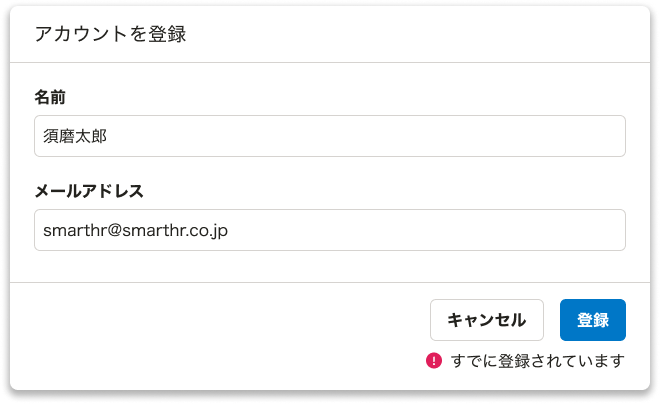 アカウントを登録
名前
須磨太郎
メールアドレス
smarthr@smarthr.co.jp
キャンセル 登録
すでに登録されています